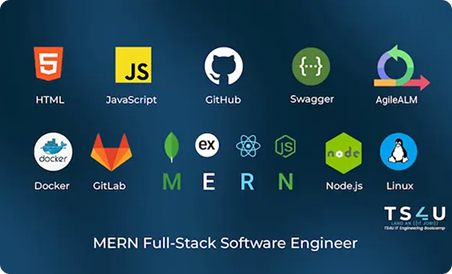 5
JS
HTML
JavaScript
GitHub
Swagger
AgileALM
docker
ex
JS
node
Docker
GitLab
M E R N
Node.js
Linux
TS4U
LAND AN [IT JOB]
TS4U IT Engineering Bootcamp
MERN Full-Stack Software Engineer